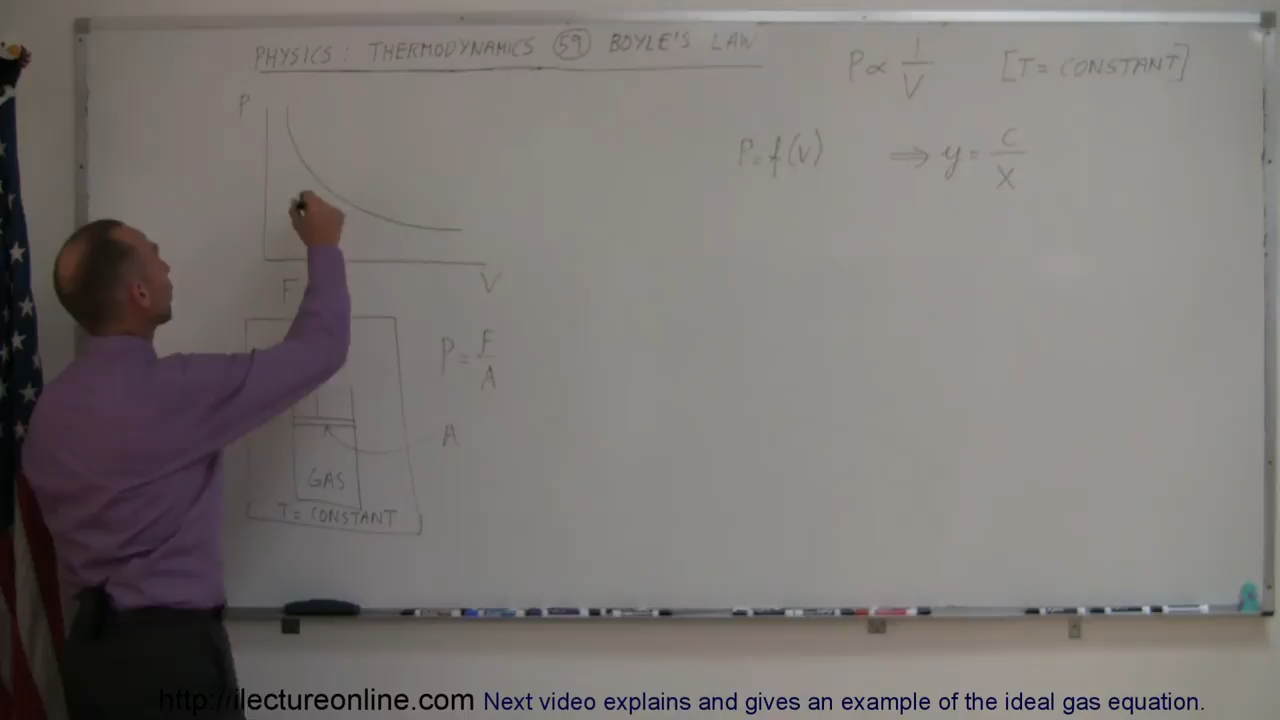 PHYSICS: THERMODYNAMICS 59 BOYLE'S LAW
P ∝ 1/V [T = CONSTANT]
P
P = f(V) ⟹ y = C/X
F
V
P = F/A
A
GAS
T = CONSTANT
http://ilectureonline.com Next video explains and gives an example of the ideal gas equation.